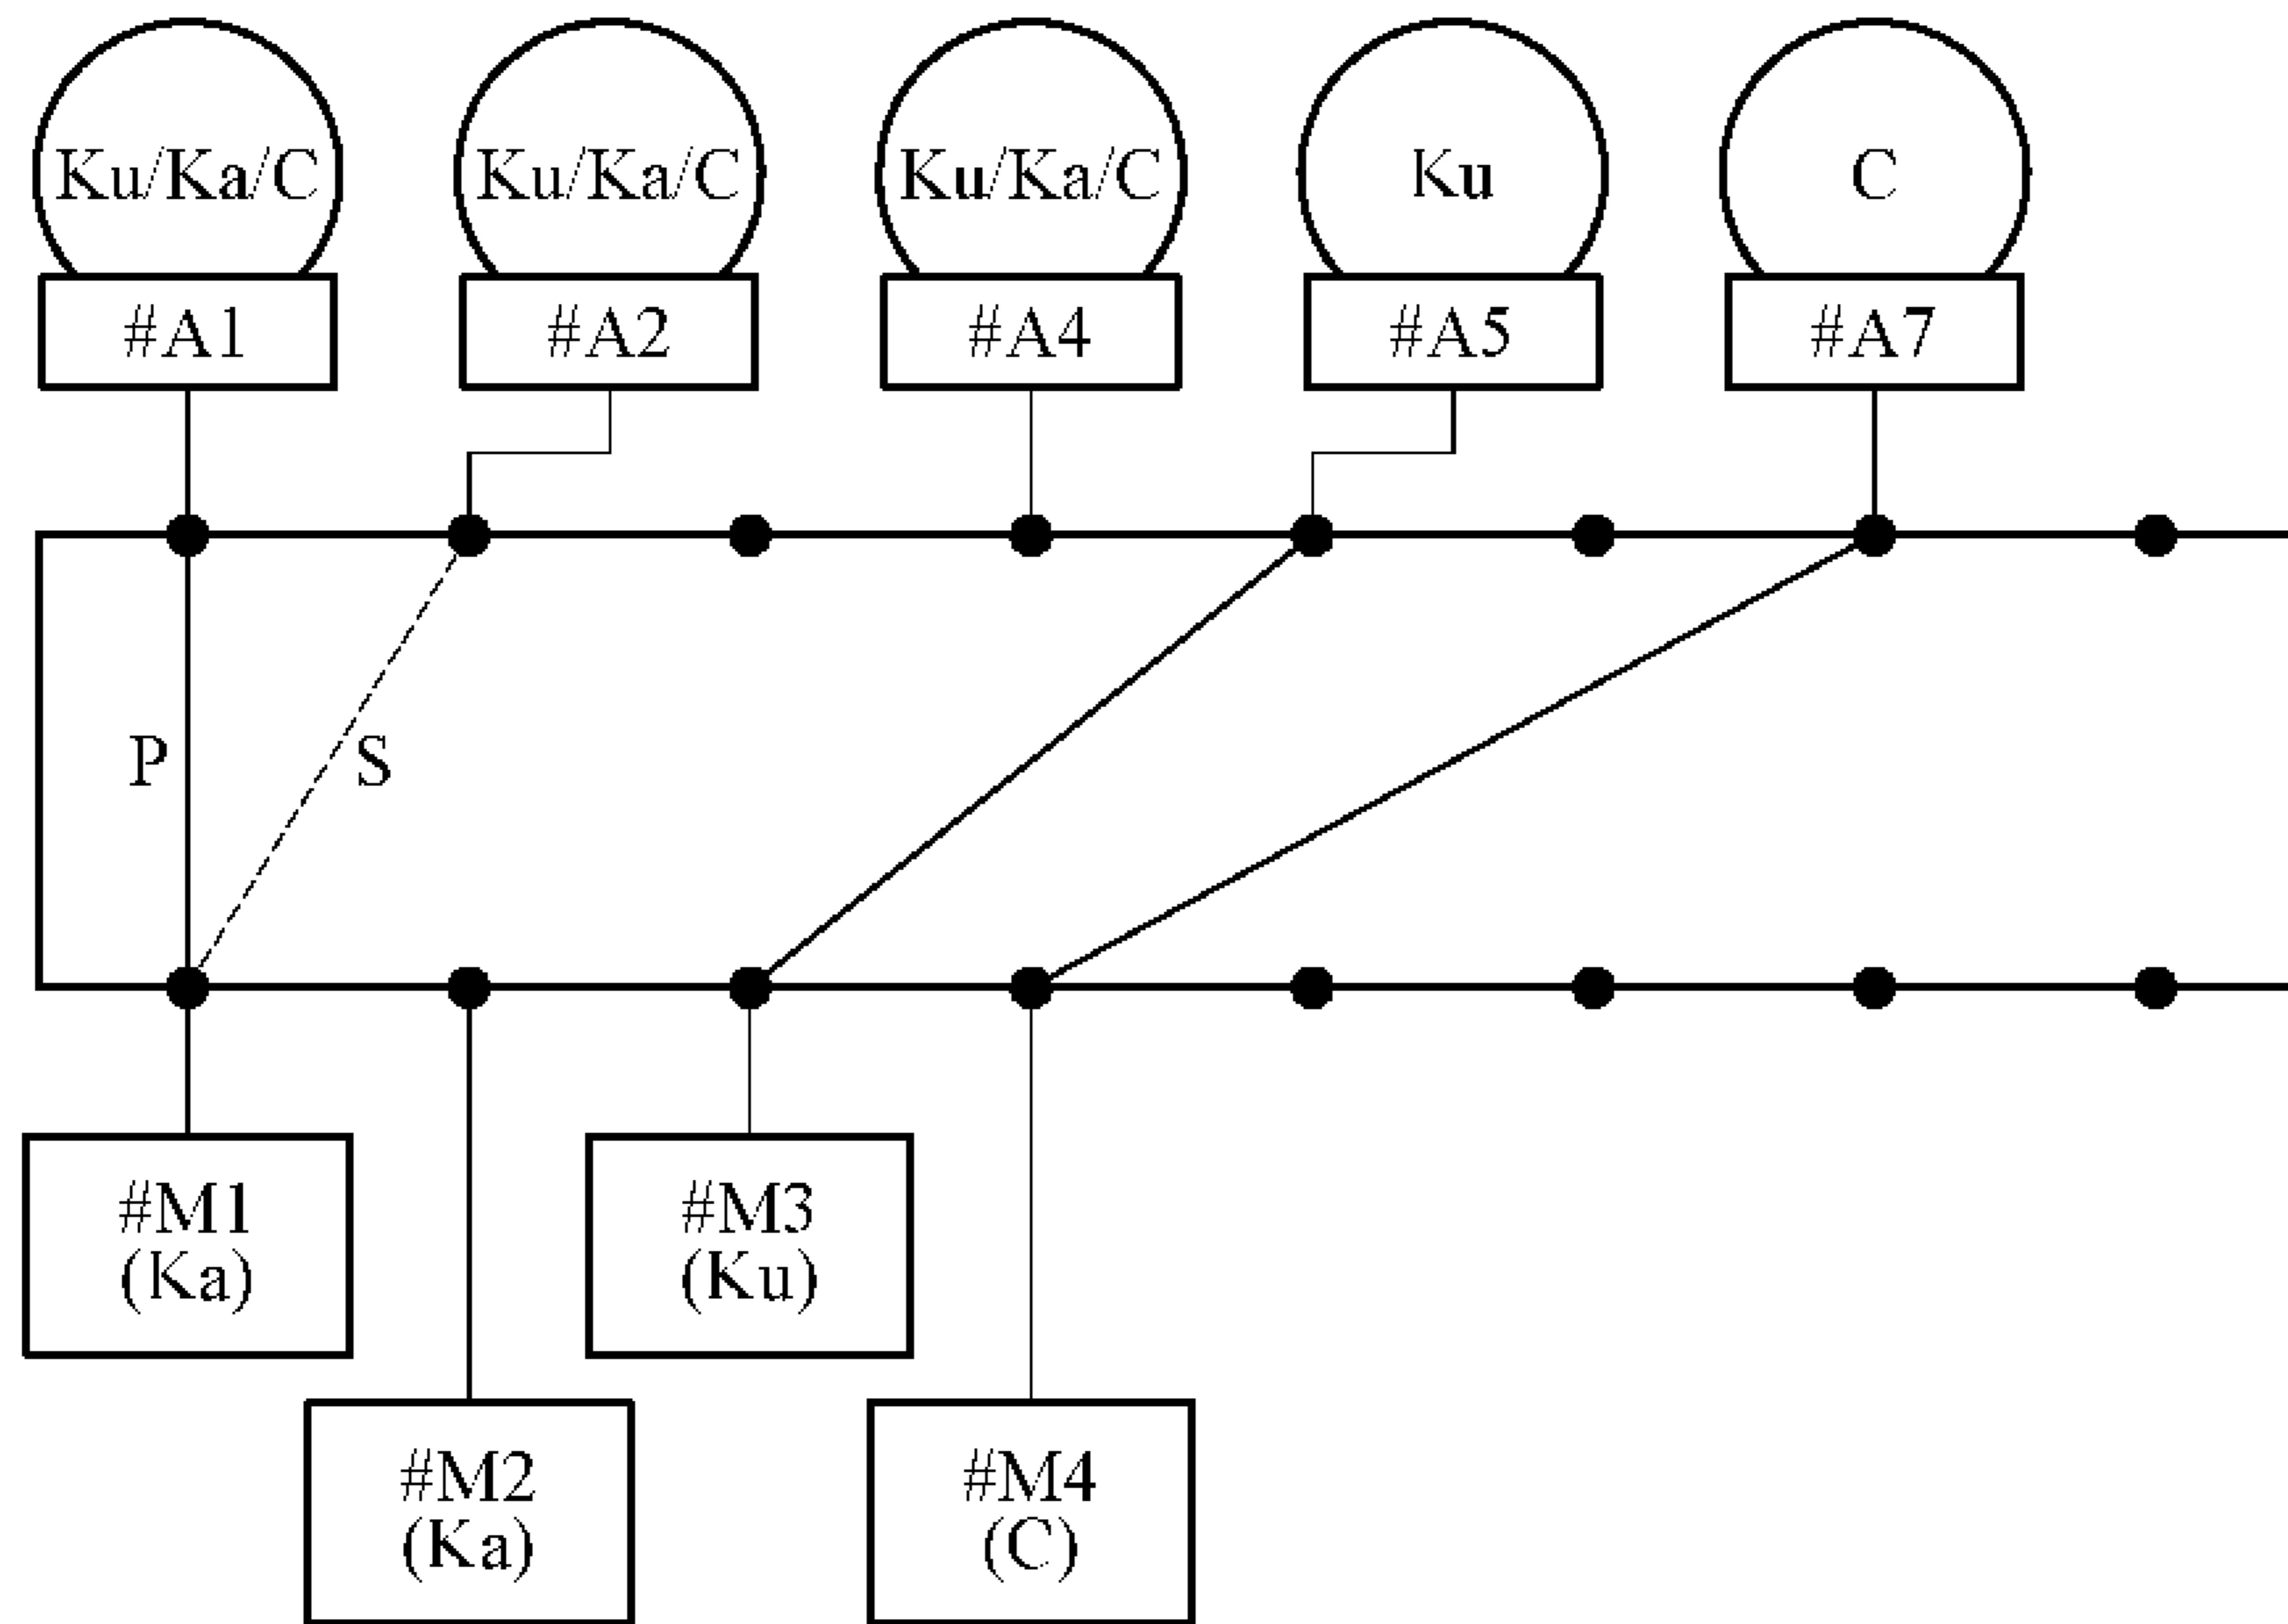 Ku/Ka/C
Ku/Ka/C
Ku/Ka/C
Ku
C
#A1
#A2
#A4
#A5
#A7
P
S
#M1
(Ka)
#M3
(Ku)
#M2
(Ka)
#M4
(C)